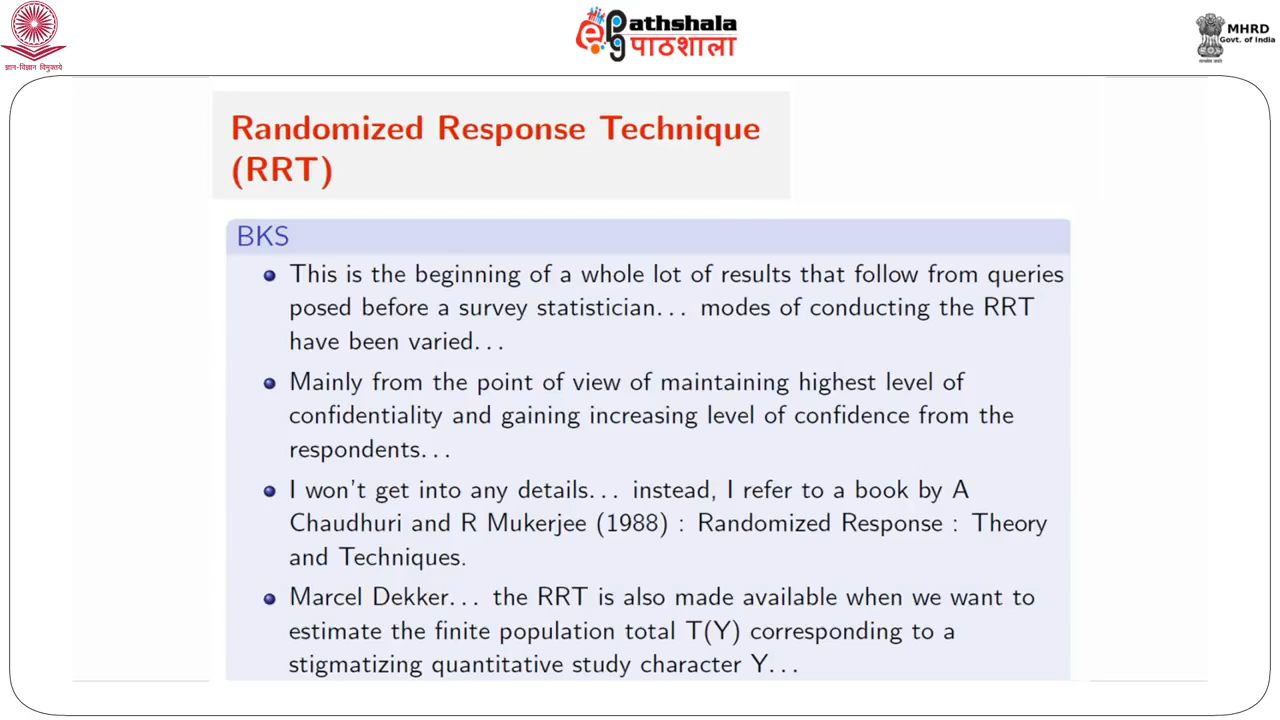 ज्ञान-विज्ञान विमुक्तये
ePG Pathshala
पाठशाला
MHRD
Govt. of India
Randomized Response Technique
(RRT)
BKS
This is the beginning of a whole lot of results that follow from queries
posed before a survey statistician... modes of conducting the RRT
have been varied...
Mainly from the point of view of maintaining highest level of
confidentiality and gaining increasing level of confidence from the
respondents...
I won't get into any details... instead, I refer to a book by A
Chaudhuri and R Mukerjee (1988) : Randomized Response : Theory
and Techniques.
Marcel Dekker... the RRT is also made available when we want to
estimate the finite population total T(Y) corresponding to a
stigmatizing quantitative study character Y...